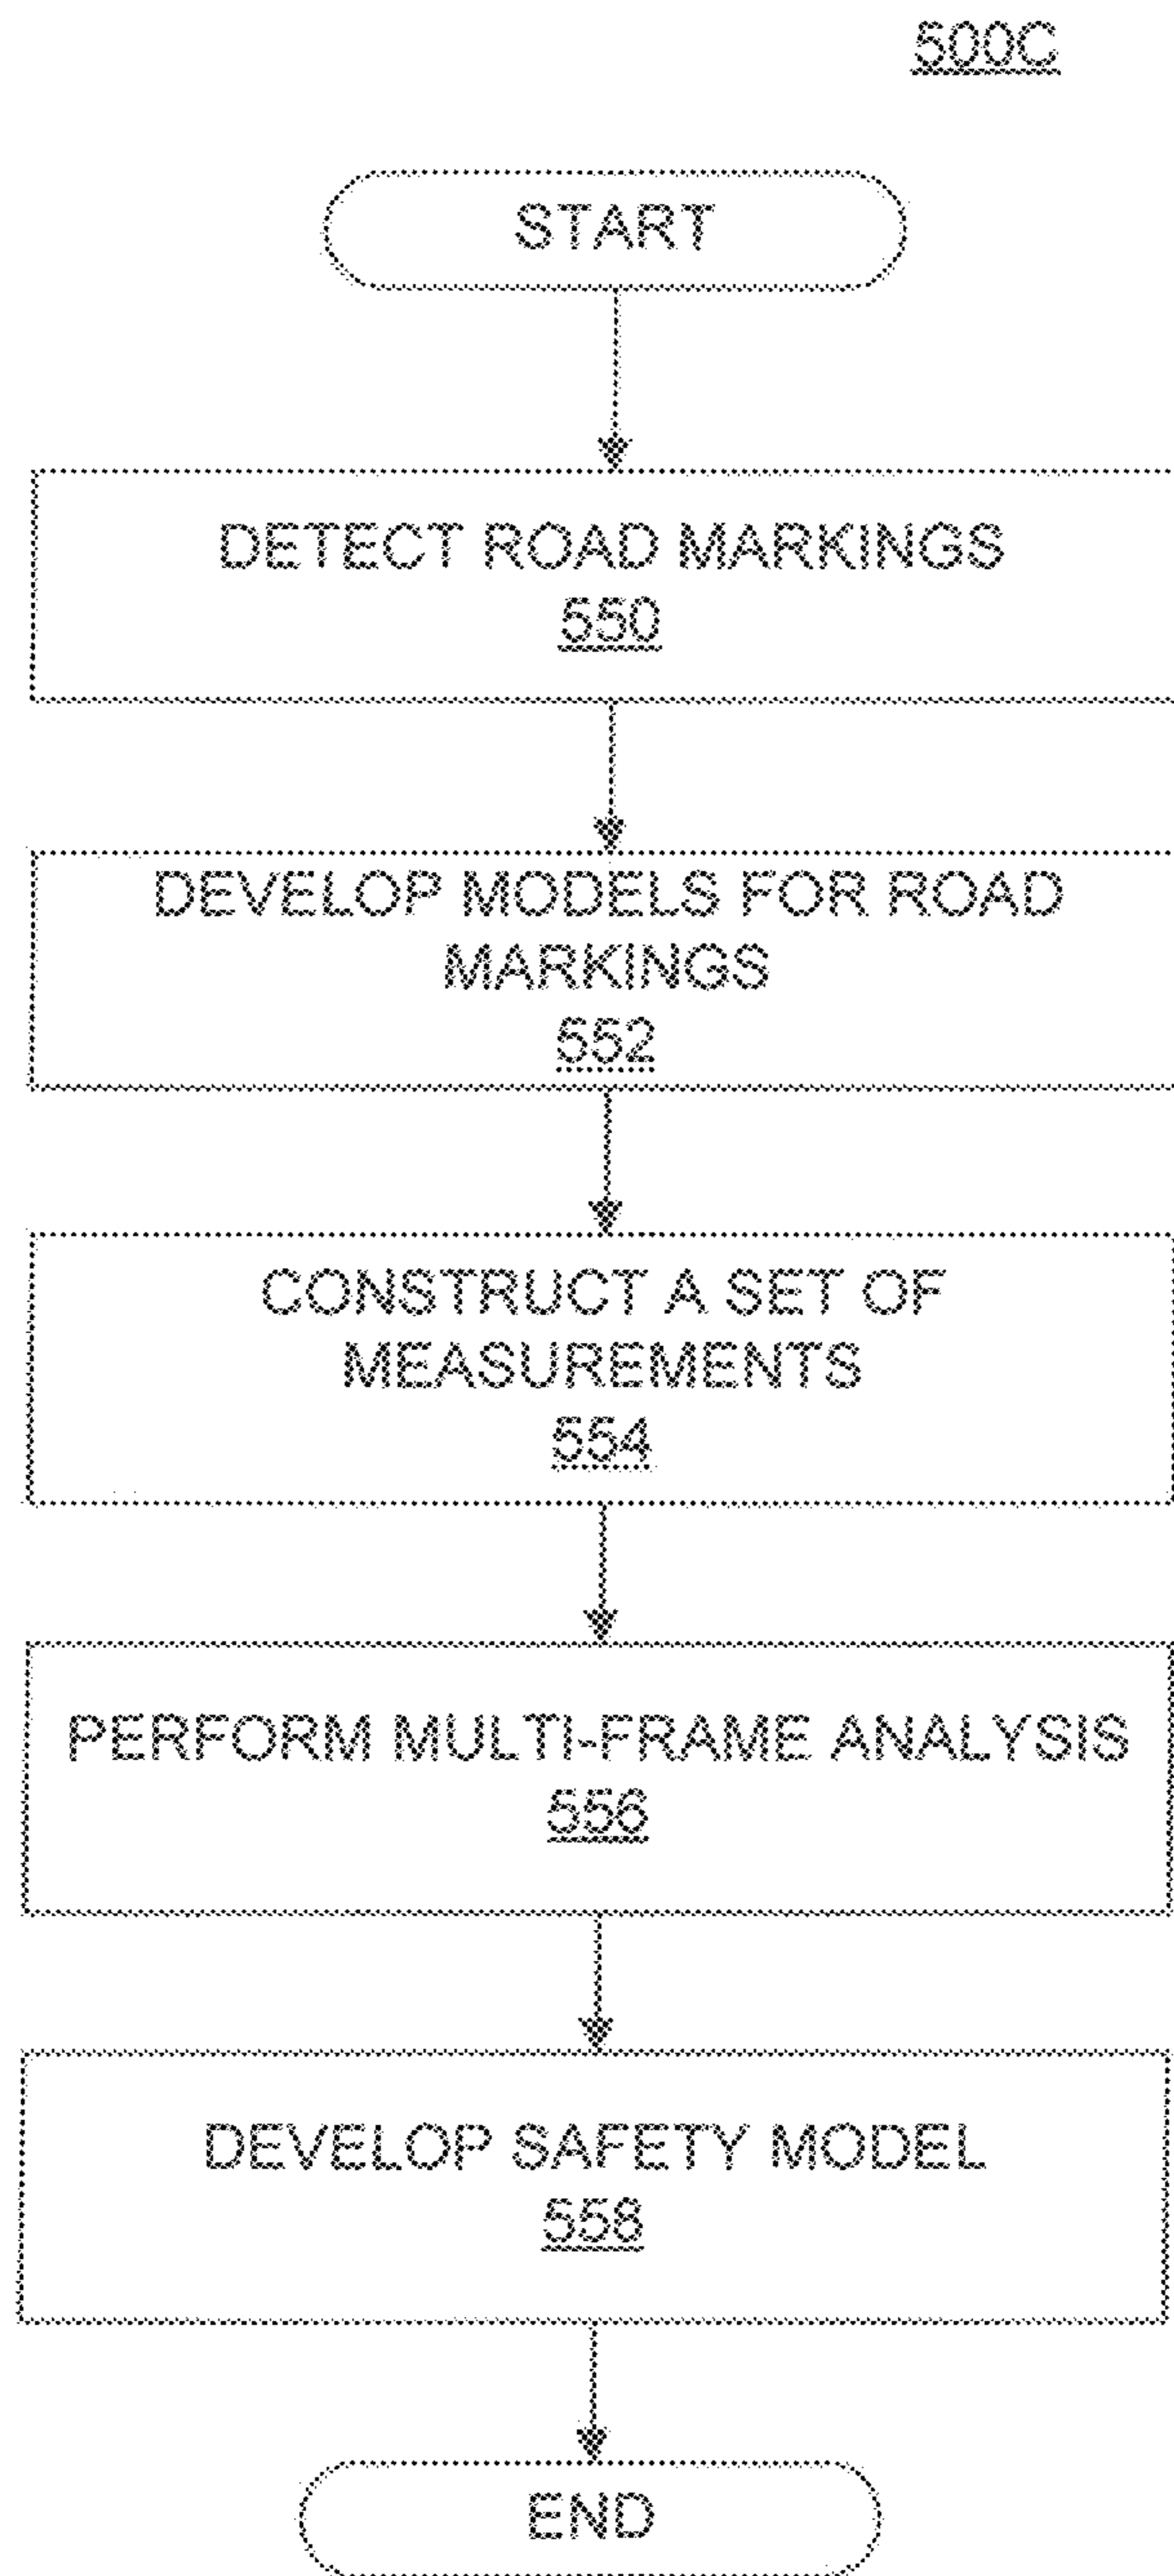 500C
START
DETECT ROAD MARKINGS
550
DEVELOP MODELS FOR ROAD
MARKINGS
552
CONSTRUCT A SET OF
MEASUREMENTS
554
PERFORM MULTI-FRAME ANALYSIS
556
DEVELOP SAFETY MODEL
558
END